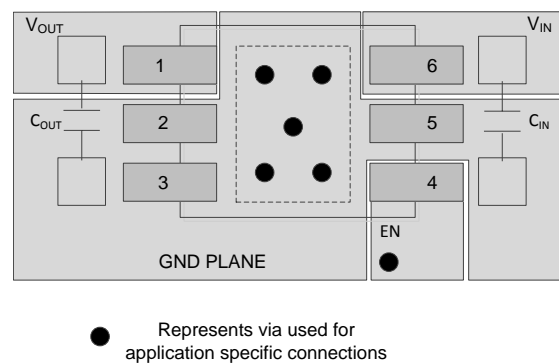 VOUT
VIN
1
6
COUT
2
5
CIN
3
4
EN
GND PLANE
Represents via used for
application specific connections